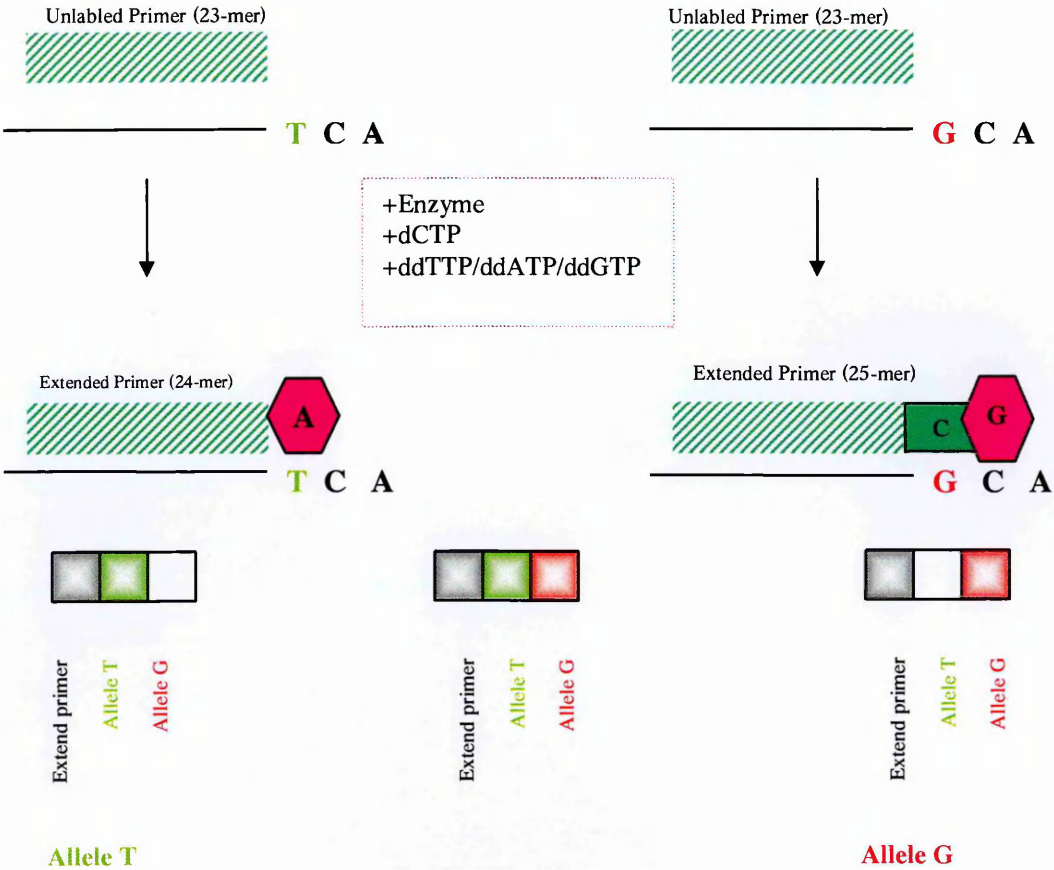 Unlabled Primer (23-mer)
Unlabled Primer (23-mer)
T C A
G C A
+Enzyme
+dCTP
+ddTTP/ddATP/ddGTP
Extended Primer (24-mer)
Extended Primer (25-mer)
A
C
G
T C A
G C A
Extend primer
Allele T
Allele G
Extend primer
Allele T
Allele G
Extend primer
Allele T
Allele G
Allele T
Allele G